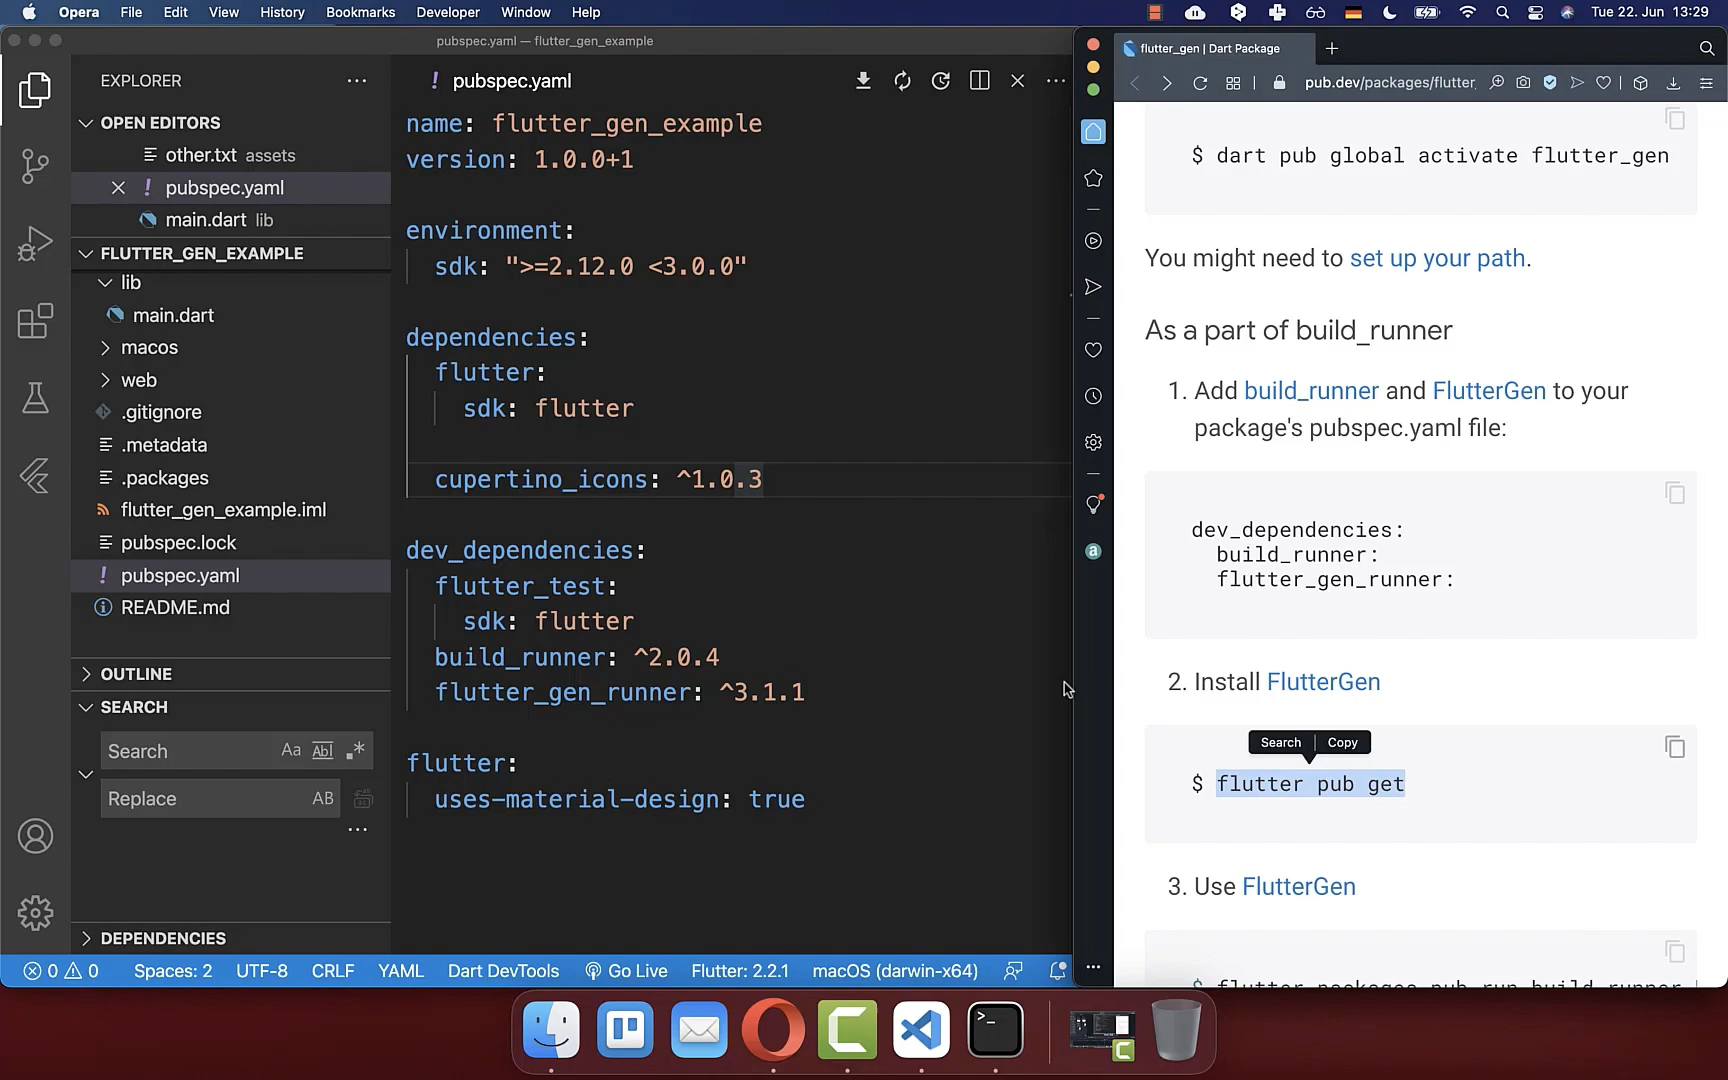 Opera File Edit View History Bookmarks Developer Window Help
Tue 22. Jun 13:29
pubspec.yaml — flutter_gen_example
EXPLORER
OPEN EDITORS
other.txt assets
pubspec.yaml
main.dart lib
FLUTTER_GEN_EXAMPLE
lib
main.dart
macos
web
.gitignore
.metadata
.packages
flutter_gen_example.iml
pubspec.lock
pubspec.yaml
README.md
OUTLINE
SEARCH
Search Aa Abl .*
Replace AB
DEPENDENCIES
! pubspec.yaml
name: flutter_gen_example
version: 1.0.0+1
environment:
sdk: ">=2.12.0 <3.0.0"
dependencies:
flutter:
sdk: flutter
cupertino_icons: ^1.0.3
dev_dependencies:
flutter_test:
sdk: flutter
build_runner: ^2.0.4
flutter_gen_runner: ^3.1.1
flutter:
uses-material-design: true
0 0 Spaces: 2 UTF-8 CRLF YAML Dart DevTools Go Live Flutter: 2.2.1 macOS (darwin-x64)
flutter_gen | Dart Package
pub.dev/packages/flutter
$ dart pub global activate flutter_gen
You might need to set up your path.
As a part of build_runner
1. Add build_runner and FlutterGen to your
package's pubspec.yaml file:
dev_dependencies:
build_runner:
flutter_gen_runner:
2. Install FlutterGen
Search Copy
$ flutter pub get
3. Use FlutterGen
$ flutter packages pub run build_runner